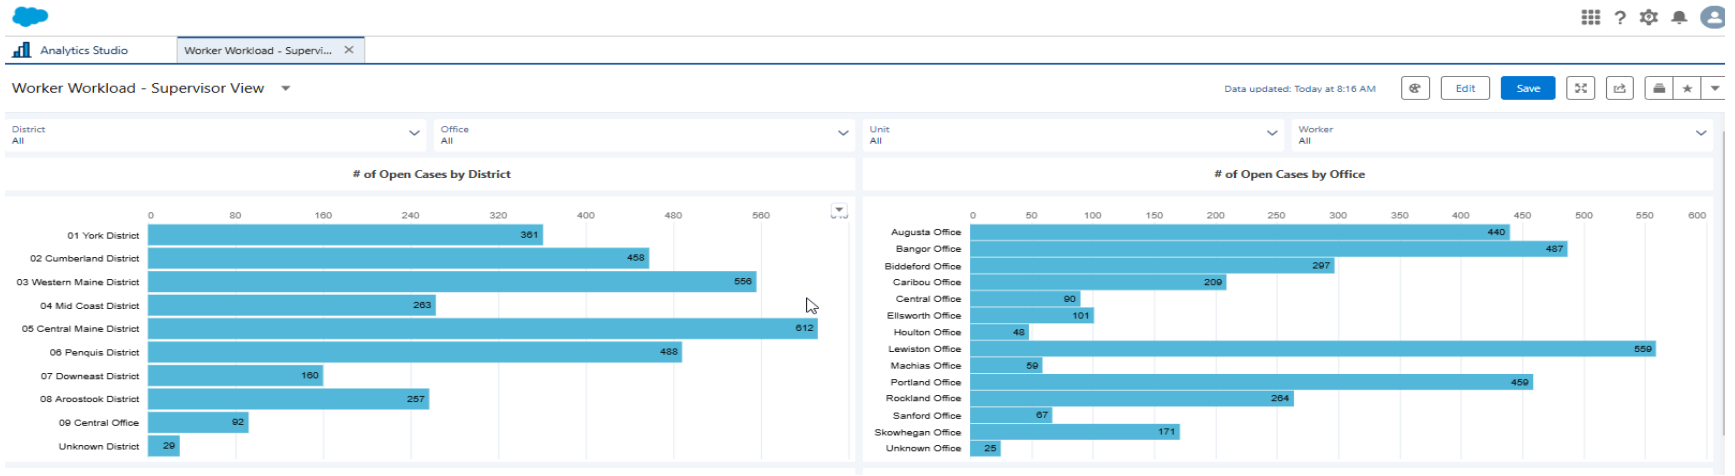 Analytics Studio
Worker Workload - Supervi...
Worker Workload - Supervisor View
Data updated: Today at 8:16 AM
Edit
Save
District
All
Office
All
Unit
All
Worker
All
# of Open Cases by District
0 80 160 240 320 400 480 560
01 York District 361
02 Cumberland District 458
03 Western Maine District 556
04 Mid Coast District 263
05 Central Maine District 612
06 Penquis District 488
07 Downeast District 160
08 Aroostook District 257
09 Central Office 92
Unknown District 29
# of Open Cases by Office
0 50 100 150 200 250 300 350 400 450 500 550 600
Augusta Office 440
Bangor Office 487
Biddeford Office 297
Caribou Office 209
Central Office 90
Ellsworth Office 101
Houlton Office 48
Lewiston Office 559
Machias Office 59
Portland Office 459
Rockland Office 264
Sanford Office 67
Skowhegan Office 171
Unknown Office 25